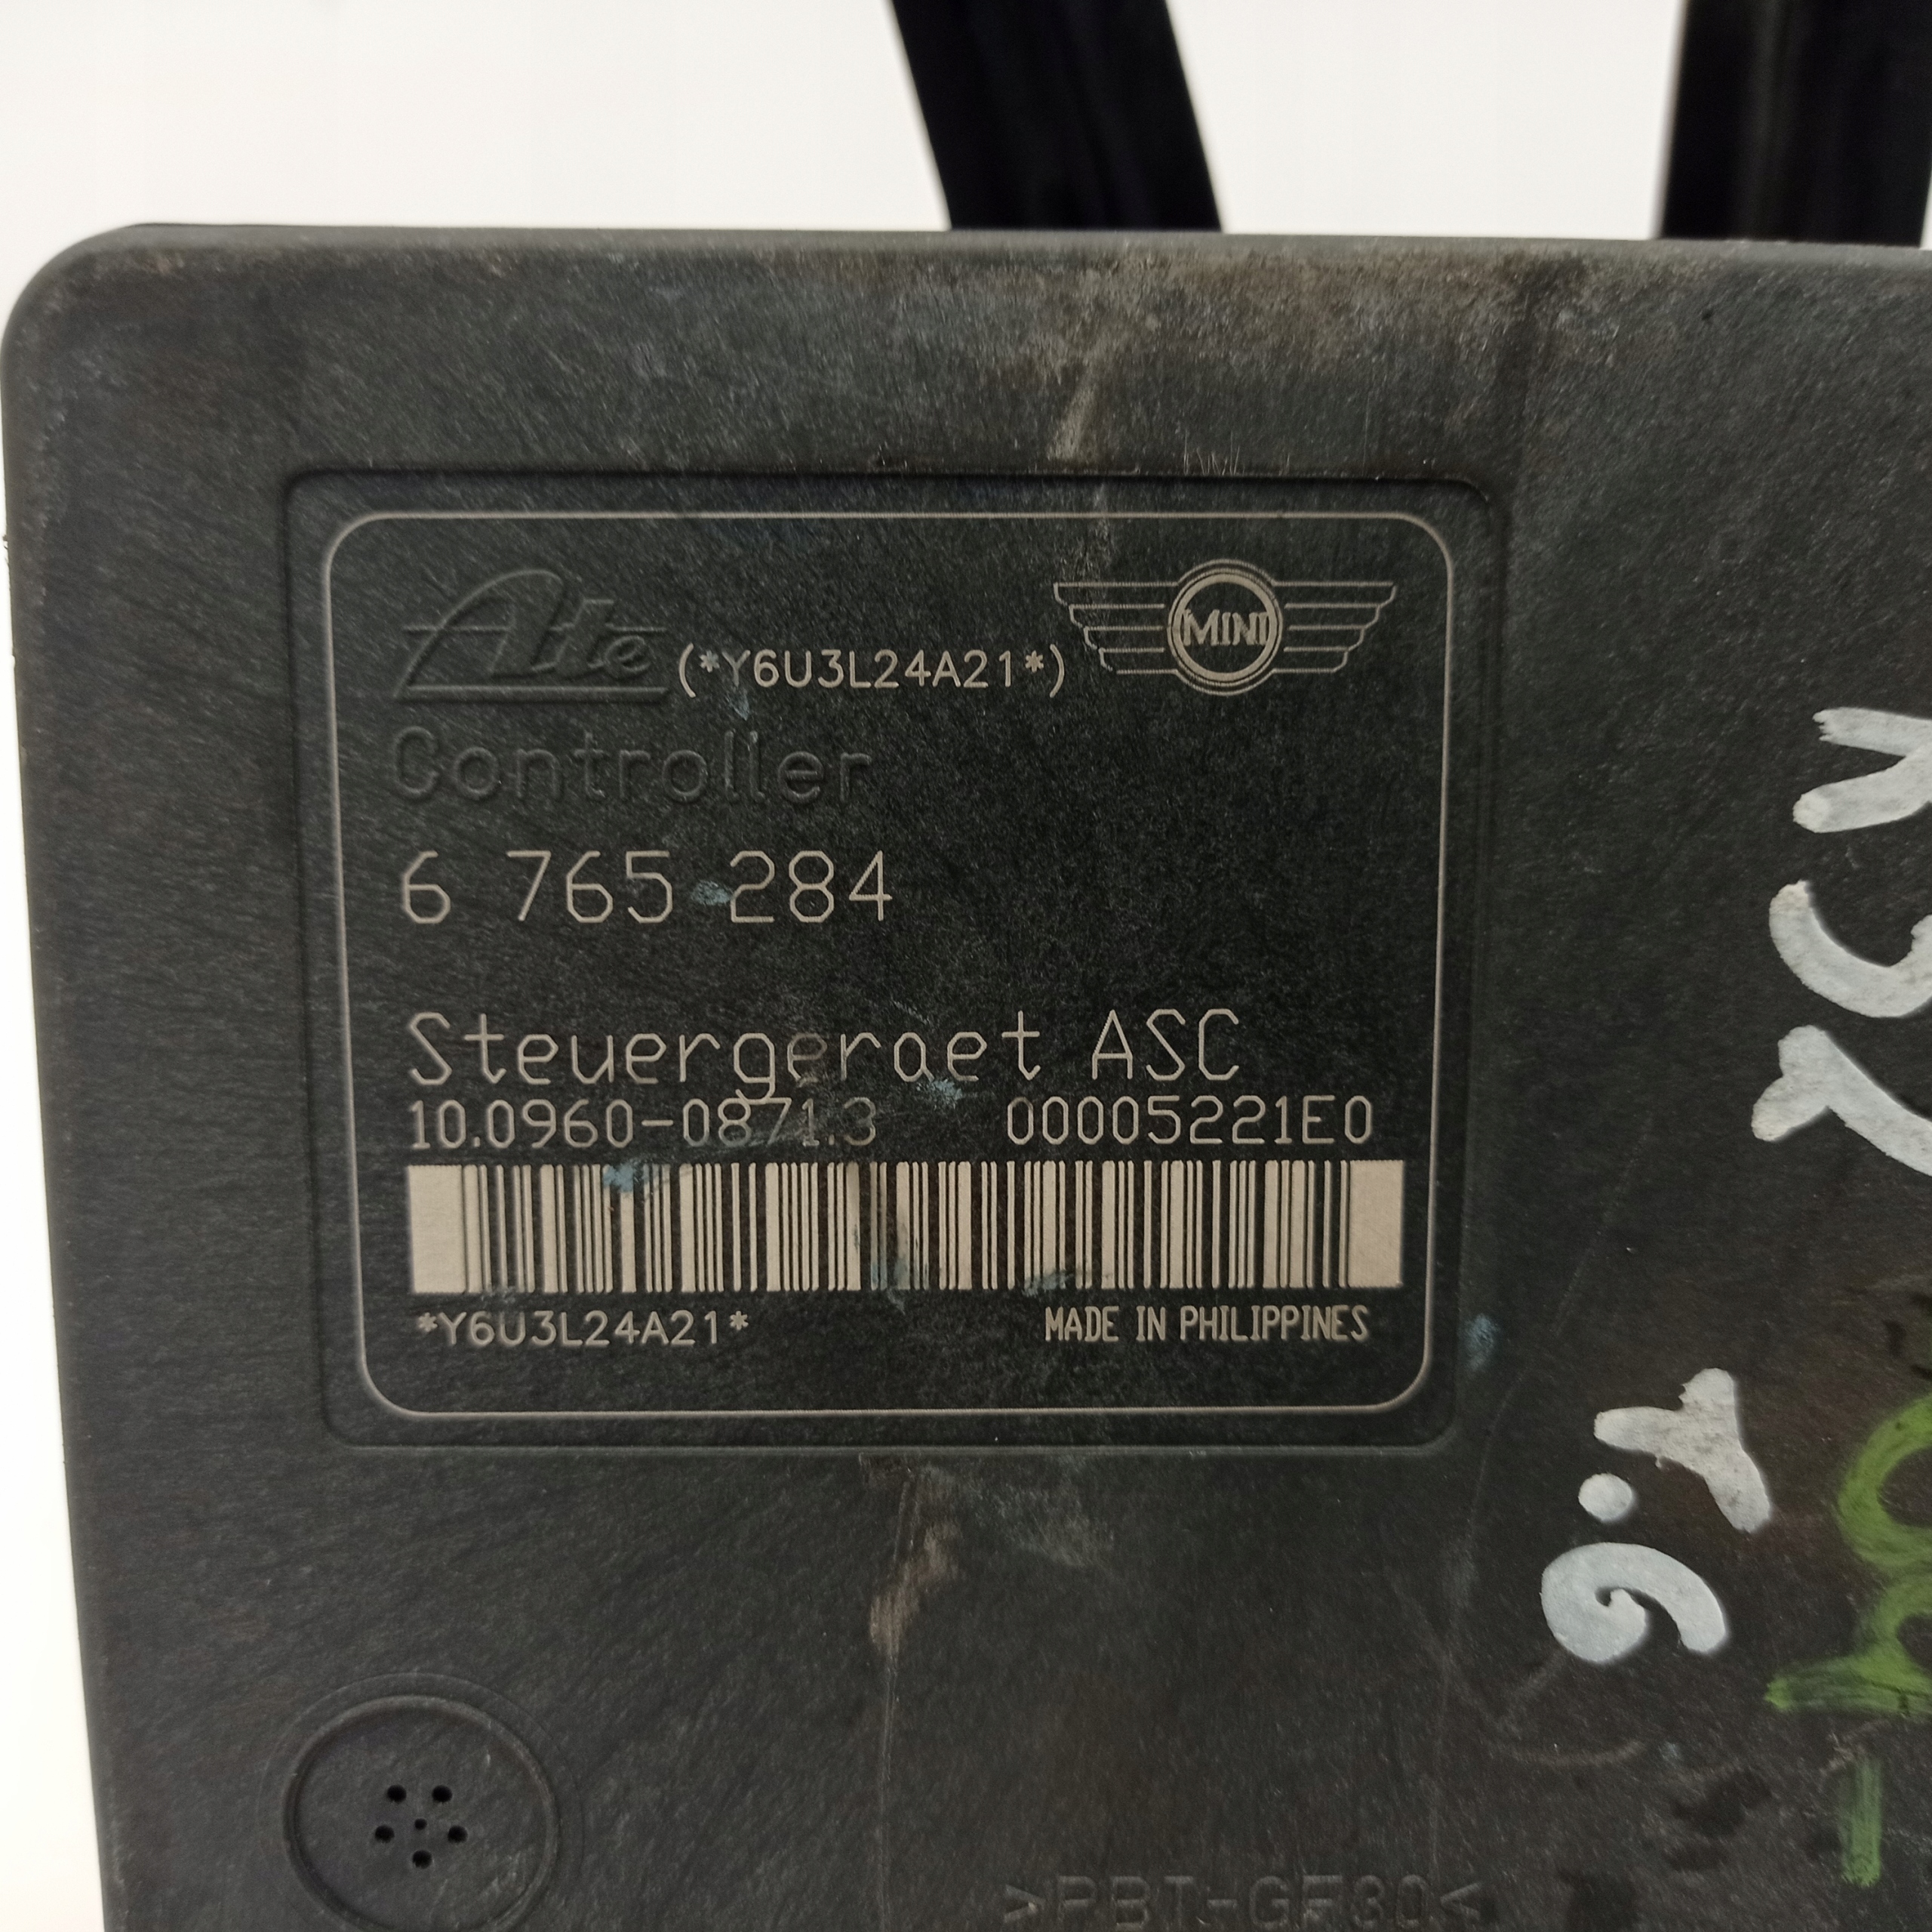 Ate (*Y6U3L24A21*) MINI
Controller
6 765 284
Steuergeraet ASC
10.0960-0871.3 00005221E0
*Y6U3L24A21* MADE IN PHILIPPINES
>PBT-GF30<